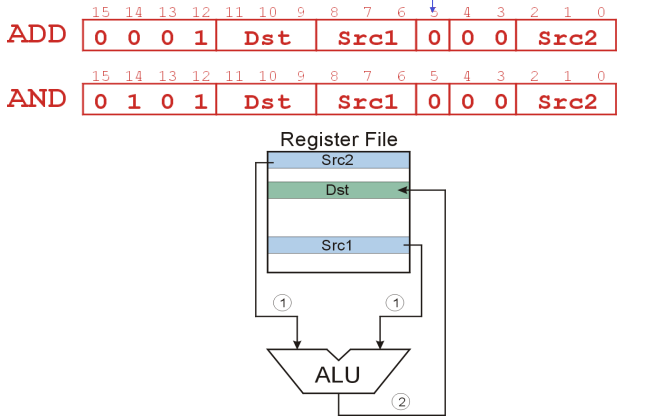 15 14 13 12 11 10 9 8 7 6 5 4 3 2 1 0
ADD 0 0 0 1 Dst Src1 0 0 0 Src2
15 14 13 12 11 10 9 8 7 6 5 4 3 2 1 0
AND 0 1 0 1 Dst Src1 0 0 0 Src2
Register File
Src2
Dst
Src1
1 1
ALU
2